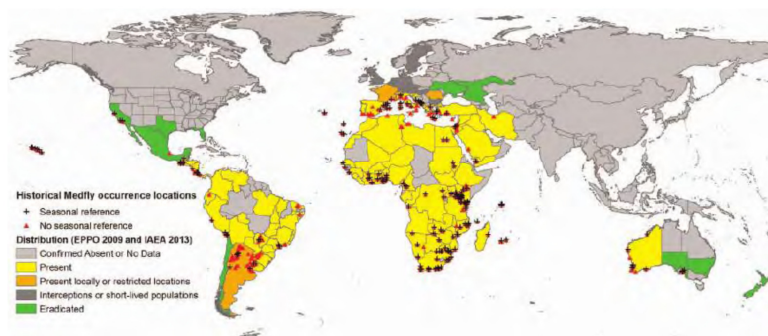 Historical Medfly occurrence locations
Seasonal reference
No seasonal reference
Distribution (EPPO 2009 and IAEA 2013)
Confirmed Absent or No Data
Present
Present locally or restricted locations
Interceptions or short-lived populations
Eradicated